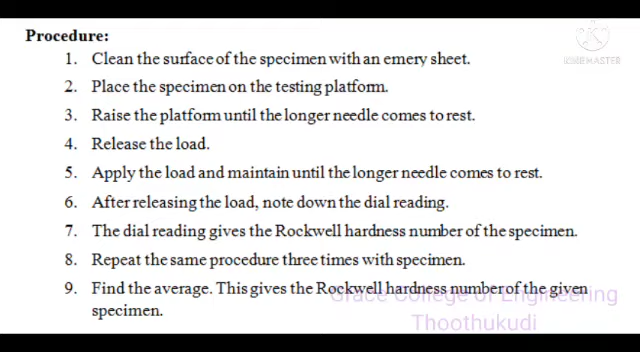 Procedure:
1. Clean the surface of the specimen with an emery sheet.
2. Place the specimen on the testing platform.
3. Raise the platform until the longer needle comes to rest.
4. Release the load.
5. Apply the load and maintain until the longer needle comes to rest.
6. After releasing the load, note down the dial reading.
7. The dial reading gives the Rockwell hardness number of the specimen.
8. Repeat the same procedure three times with specimen.
9. Find the average. This gives the Rockwell hardness number of the given
specimen.
Grace College of Engineering
Thoothukudi
KINEMASTER